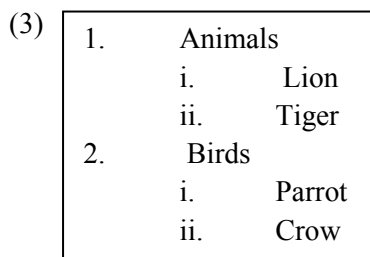 (3)
1. Animals
i. Lion
ii. Tiger
2. Birds
i. Parrot
ii. Crow